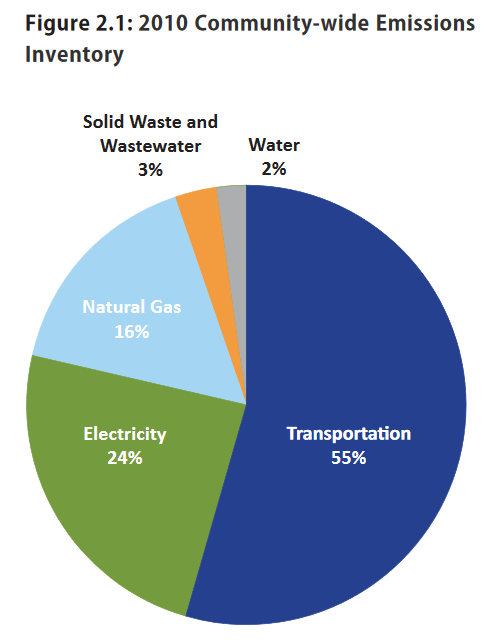 Figure 2.1: 2010 Community-wide Emissions
Inventory
Solid Waste and
Wastewater
3%
Water
2%
Natural Gas
16%
Electricity
24%
Transportation
55%